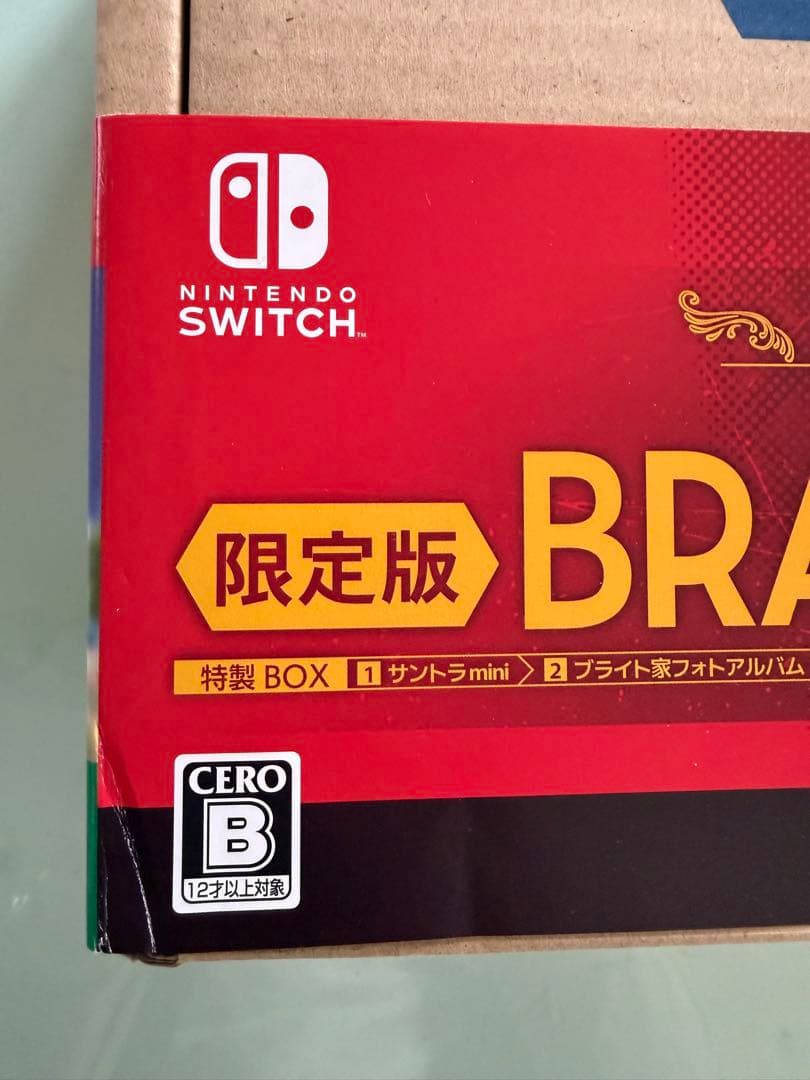 NINTENDO
SWITCH™
限定版 BRA
特製 BOX 1 サントラmini 2 ブライト家フォトアルバム
CERO
B
12才以上対象